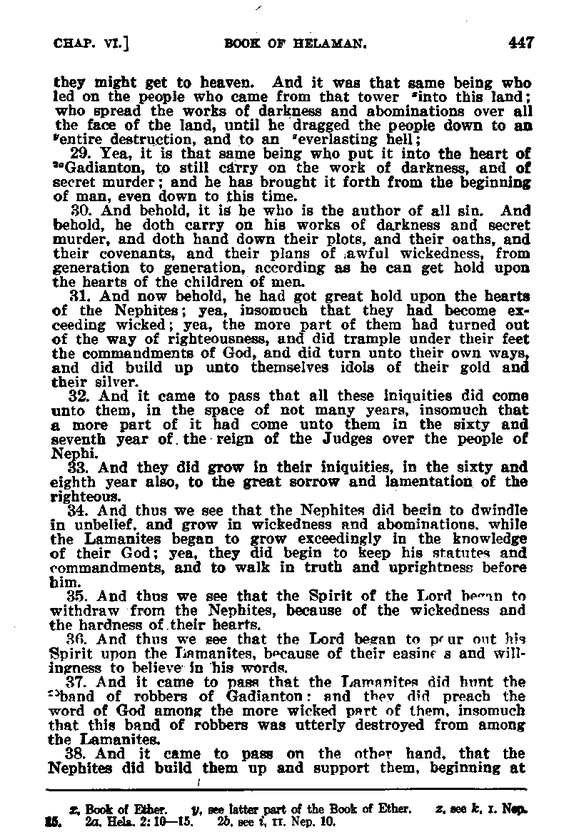 CHAP. VI.] BOOK OF HELAMAN. 447
they might get to heaven. And it was that same being who
led on the people who came from that tower ˣinto this land;
who spread the works of darkness and abominations over all
the face of the land, until he dragged the people down to an
ʸentire destruction, and to an ᶻeverlasting hell;
29. Yea, it is that same being who put it into the heart of
²ᵃGadianton, to still carry on the work of darkness, and of
secret murder; and he has brought it forth from the beginning
of man, even down to this time.
30. And behold, it is he who is the author of all sin. And
behold, he doth carry on his works of darkness and secret
murder, and doth hand down their plots, and their oaths, and
their covenants, and their plans of awful wickedness, from
generation to generation, according as he can get hold upon
the hearts of the children of men.
31. And now behold, he had got great hold upon the hearts
of the Nephites; yea, insomuch that they had become ex-
ceeding wicked; yea, the more part of them had turned out
of the way of righteousness, and did trample under their feet
the commandments of God, and did turn unto their own ways,
and did build up unto themselves idols of their gold and
their silver.
32. And it came to pass that all these iniquities did come
unto them, in the space of not many years, insomuch that
a more part of it had come unto them in the sixty and
seventh year of the reign of the Judges over the people of
Nephi.
33. And they did grow in their iniquities, in the sixty and
eighth year also, to the great sorrow and lamentation of the
righteous.
34. And thus we see that the Nephites did begin to dwindle
in unbelief, and grow in wickedness and abominations, while
the Lamanites began to grow exceedingly in the knowledge
of their God; yea, they did begin to keep his statutes and
commandments, and to walk in truth and uprightness before
him.
35. And thus we see that the Spirit of the Lord began to
withdraw from the Nephites, because of the wickedness and
the hardness of their hearts.
36. And thus we see that the Lord began to pour out his
Spirit upon the Lamanites, because of their easiness and will-
ingness to believe in his words.
37. And it came to pass that the Lamanites did hunt the
²ᵇband of robbers of Gadianton: and they did preach the
word of God among the more wicked part of them, insomuch
that this band of robbers was utterly destroyed from among
the Lamanites.
38. And it came to pass on the other hand, that the
Nephites did build them up and support them, beginning at
x, Book of Ether. y, see latter part of the Book of Ether. z, see k, I. Nep.
15. 2a, Hela. 2: 10—15. 2b, see i, II. Nep. 10.